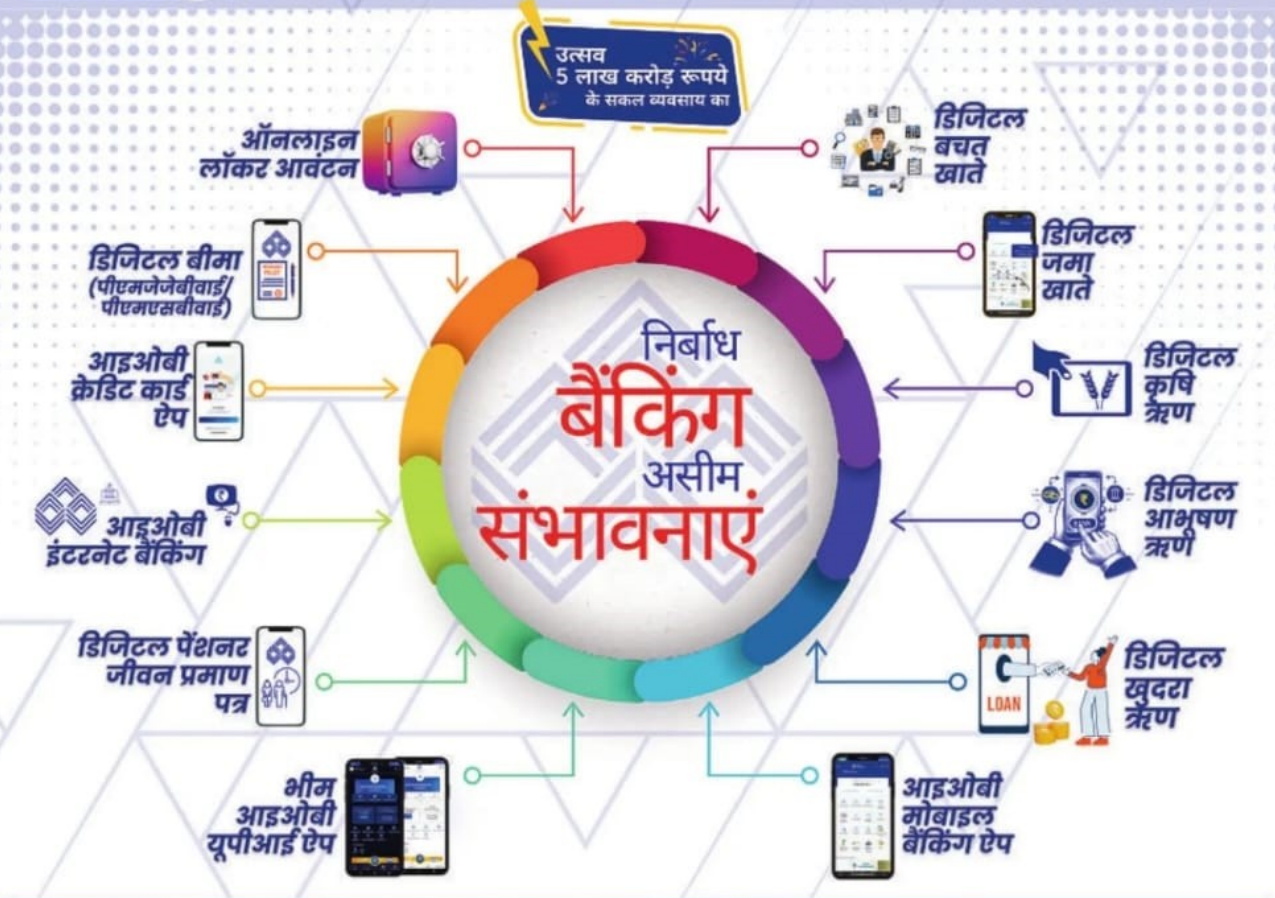 उत्सव
5 लाख करोड़ रूपये
के सकल व्यवसाय का
ऑनलाइन
लॉकर आवंटन
डिजिटल बीमा
(पीएमजेजेबीवाई/
पीएमएसबीवाई)
आइओबी
क्रेडिट कार्ड
ऐप
आइओबी
इंटरनेट बैंकिंग
डिजिटल पेंशनर
जीवन प्रमाण
पत्र
भीम
आइओबी
यूपीआई ऐप
निर्बाध
बैंकिंग
असीम
संभावनाएं
डिजिटल
बचत
खाते
डिजिटल
जमा
खाते
डिजिटल
कृषि
ऋण
डिजिटल
आभूषण
ऋण
LOAN
डिजिटल
खुदरा
ऋण
आइओबी
मोबाइल
बैंकिंग ऐप